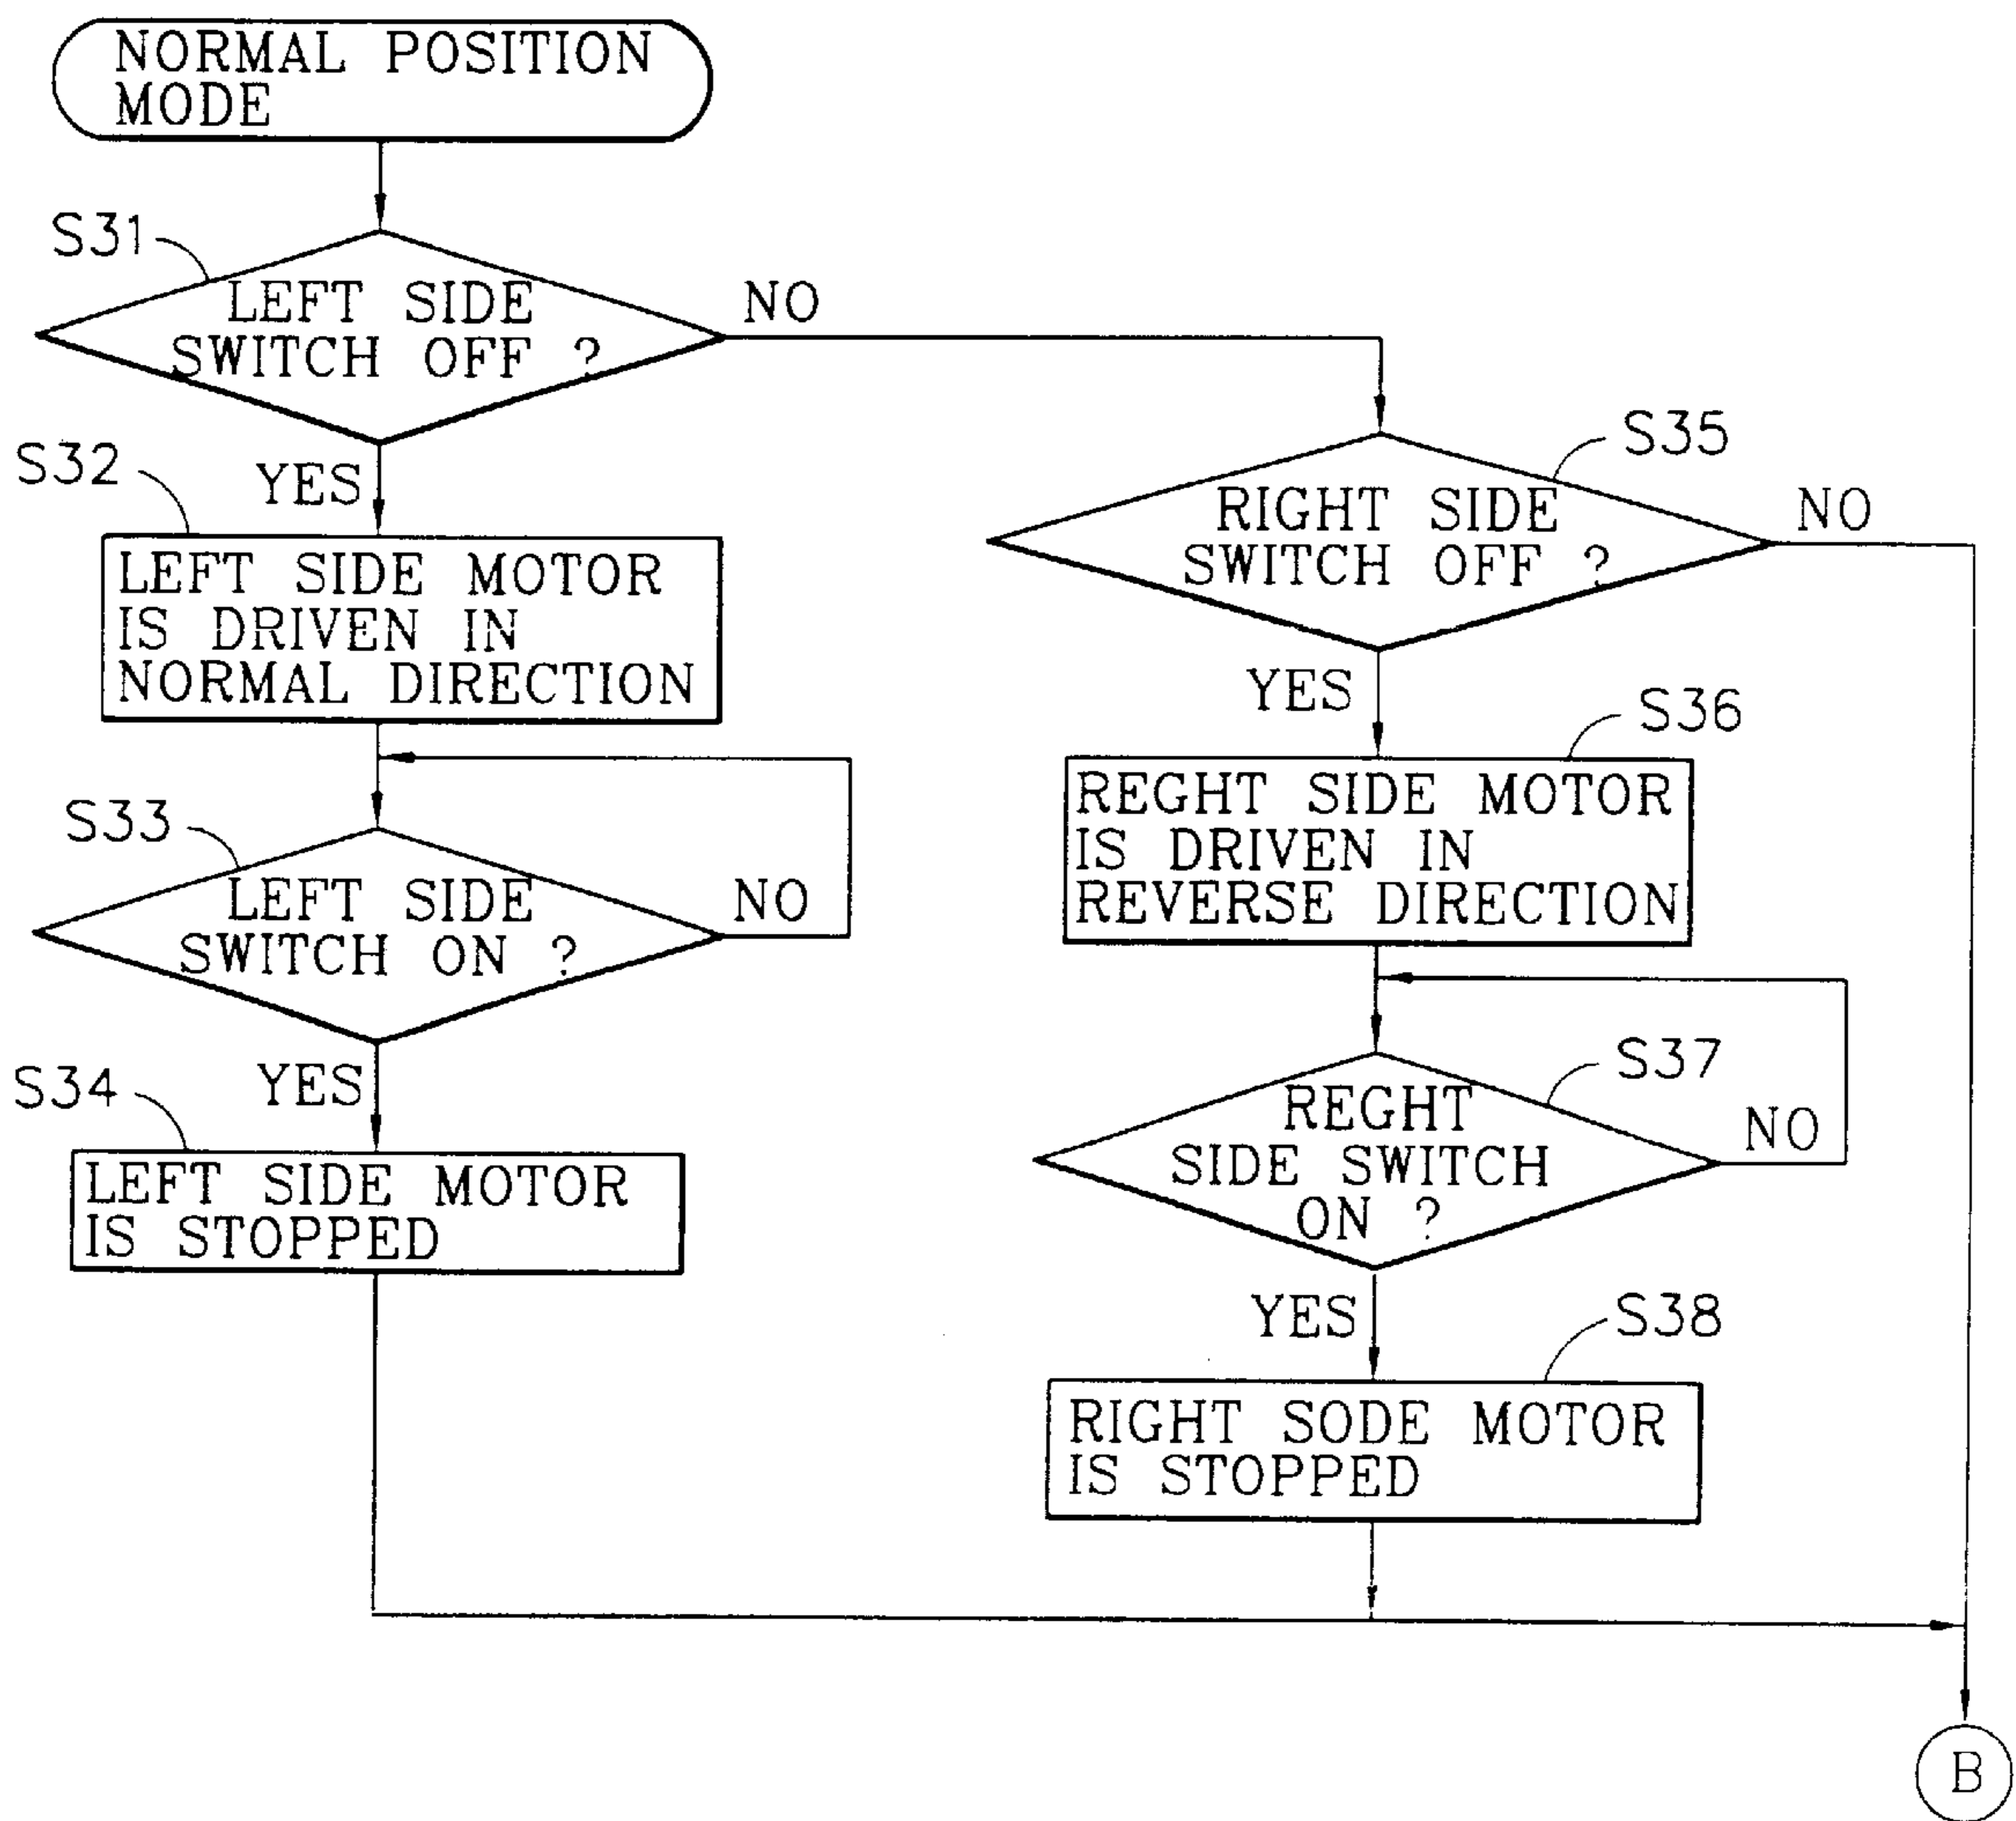 NORMAL POSITION
MODE
S31
LEFT SIDE
SWITCH OFF ?
NO
YES
S32
LEFT SIDE MOTOR
IS DRIVEN IN
NORMAL DIRECTION
S33
LEFT SIDE
SWITCH ON ?
NO
YES
S34
LEFT SIDE MOTOR
IS STOPPED
S35
RIGHT SIDE
SWITCH OFF ?
NO
YES
S36
REGHT SIDE MOTOR
IS DRIVEN IN
REVERSE DIRECTION
S37
REGHT
SIDE SWITCH
ON ?
NO
YES
S38
RIGHT SODE MOTOR
IS STOPPED
B